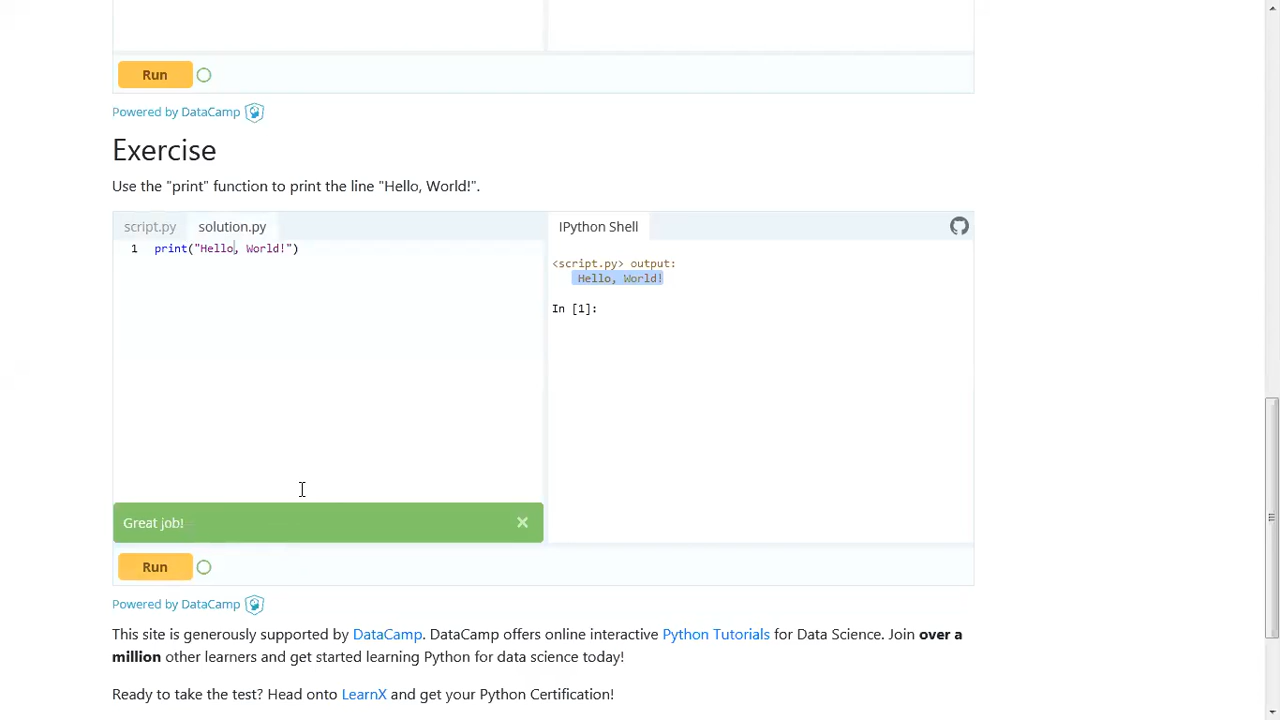 Run
Powered by DataCamp
Exercise
Use the "print" function to print the line "Hello, World!".
script.py solution.py IPython Shell
1 print("Hello, World!")
<script.py> output:
Hello, World!
In [1]:
Great job! ×
Run
Powered by DataCamp
This site is generously supported by DataCamp. DataCamp offers online interactive Python Tutorials for Data Science. Join over a
million other learners and get started learning Python for data science today!
Ready to take the test? Head onto LearnX and get your Python Certification!